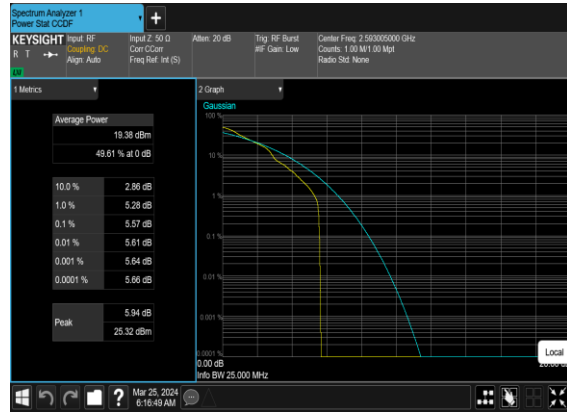 Spectrum Analyzer 1
Power Stat CCDF
+
KEYSIGHT
R T
LW
Input: RF
Coupling: DC
Align: Auto
Input Z: 50 Ω
Corr CCorr
Freq Ref: Int (S)
Atten: 20 dB
Trig: RF Burst
#IF Gain: Low
Center Freq: 2.593005000 GHz
Counts: 1.00 M/1.00 Mpt
Radio Std: None
1 Metrics
Average Power
19.38 dBm
49.61 % at 0 dB
10.0 % 2.86 dB
1.0 % 5.28 dB
0.1 % 5.57 dB
0.01 % 5.61 dB
0.001 % 5.64 dB
0.0001 % 5.66 dB
Peak
5.94 dB
25.32 dBm
2 Graph
Gaussian
100 %
10 %
1 %
0.1 %
0.01 %
0.001 %
0.0001 %
0.00 dB
Info BW 25.000 MHz
Local
?
Mar 25, 2024
6:16:49 AM